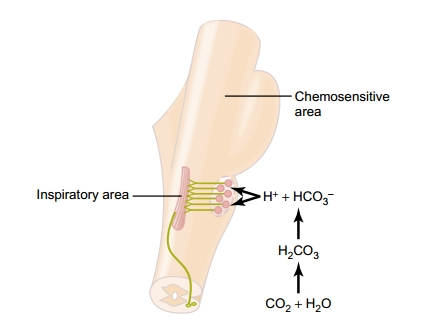 Chemosensitive
area
Inspiratory area
H⁺ + HCO₃⁻
H₂CO₃
CO₂ + H₂O